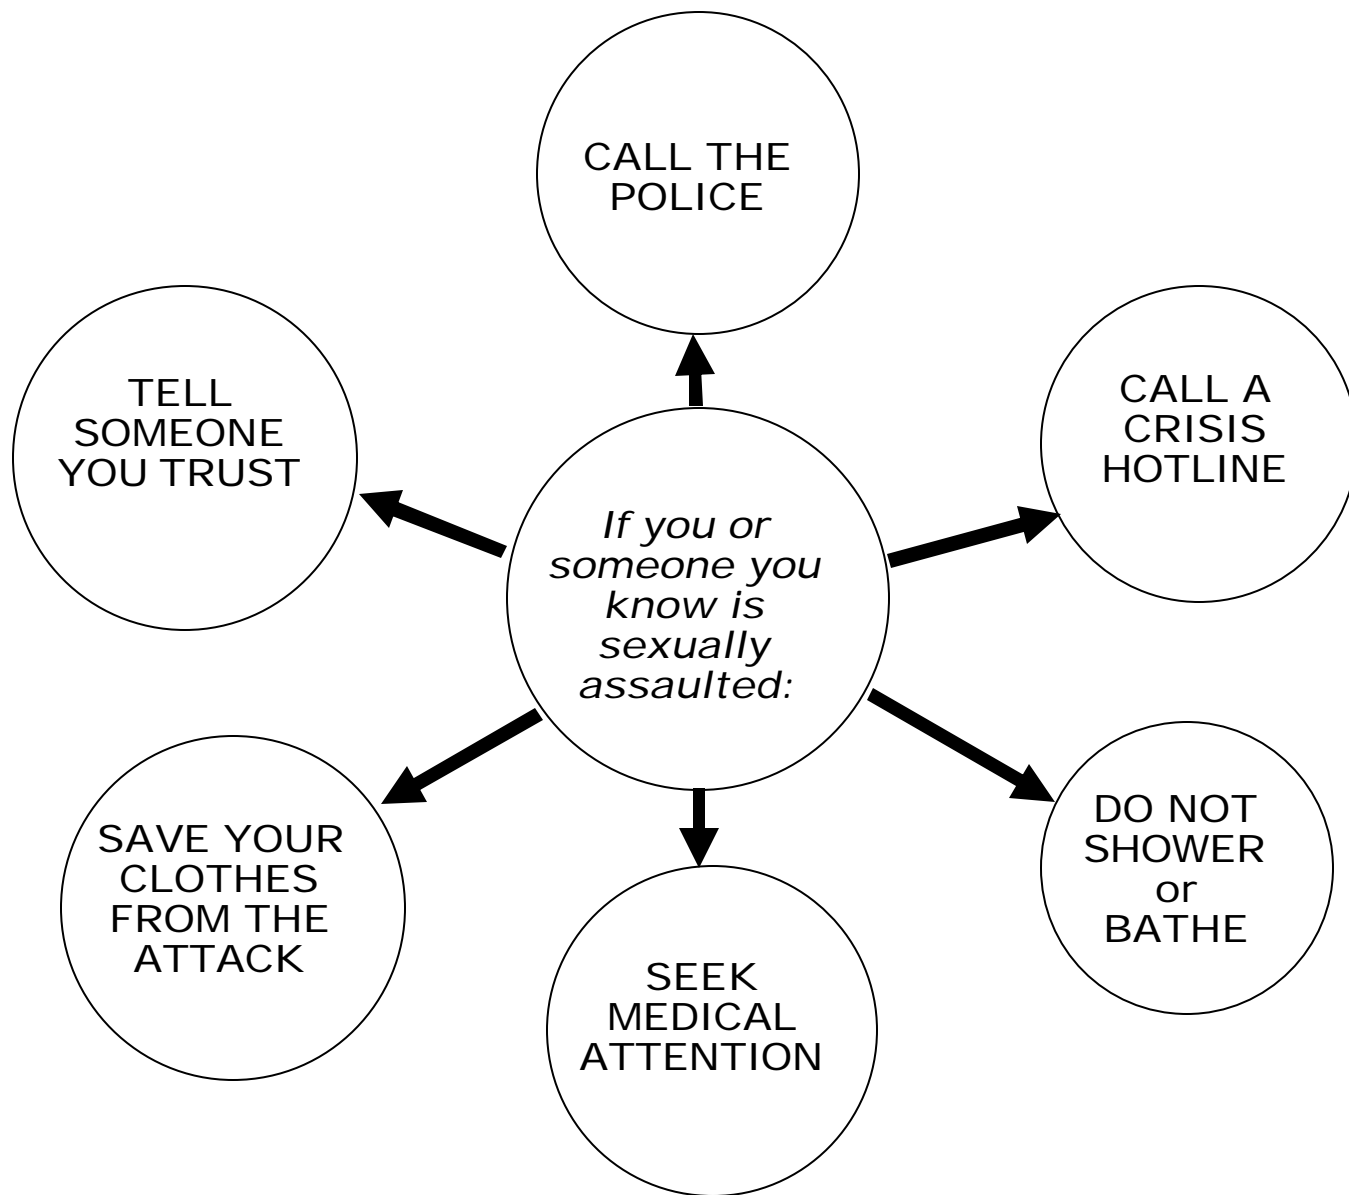 CALL THE
POLICE
TELL
SOMEONE
YOU TRUST
CALL A
CRISIS
HOTLINE
If you or
someone you
know is
sexually
assaulted:
SAVE YOUR
CLOTHES
FROM THE
ATTACK
DO NOT
SHOWER
or
BATHE
SEEK
MEDICAL
ATTENTION